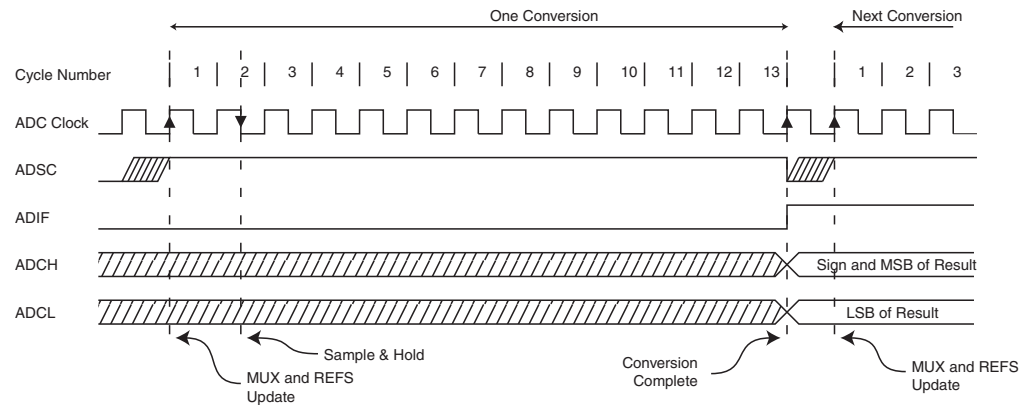 One Conversion Next Conversion
Cycle Number 1 2 3 4 5 6 7 8 9 10 11 12 13 1 2 3
ADC Clock
ADSC
ADIF
ADCH Sign and MSB of Result
ADCL LSB of Result
Sample & Hold
MUX and REFS
Update
Conversion
Complete
MUX and REFS
Update